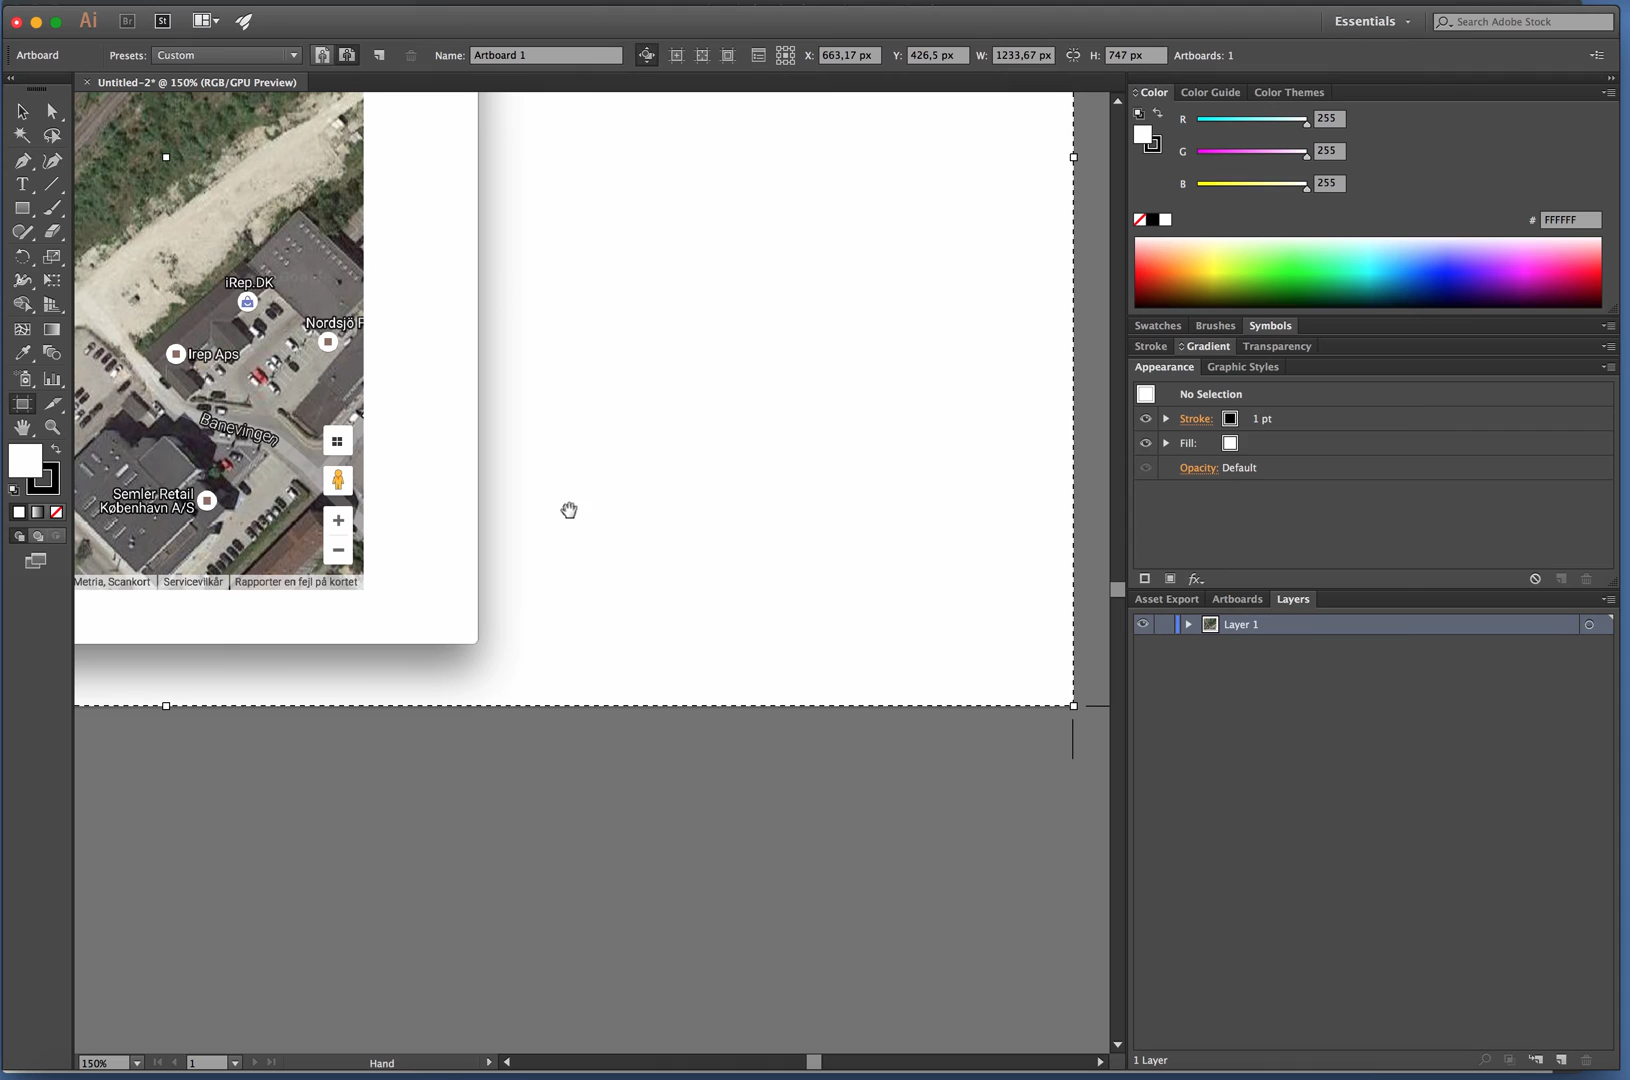 Ai
Br
St
Essentials
Search Adobe Stock
Artboard
Presets:
Custom
Name:
Artboard 1
X:
663,17 px
Y:
426,5 px
W:
1233,67 px
H:
747 px
Artboards: 1
Untitled-2* @ 150% (RGB/GPU Preview)
Color
Color Guide
Color Themes
R
255
G
255
B
255
#
FFFFFF
Swatches
Brushes
Symbols
Stroke
Gradient
Transparency
Appearance
Graphic Styles
No Selection
Stroke:
1 pt
Fill:
Opacity:
Default
fx
Asset Export
Artboards
Layers
Layer 1
1 Layer
iRep.DK
Nordsjö F
Irep Aps
Banevingen
Semler Retail
København A/S
Metria, Scankort
Servicevilkår
Rapporter en fejl på kortet
T
150%
1
Hand